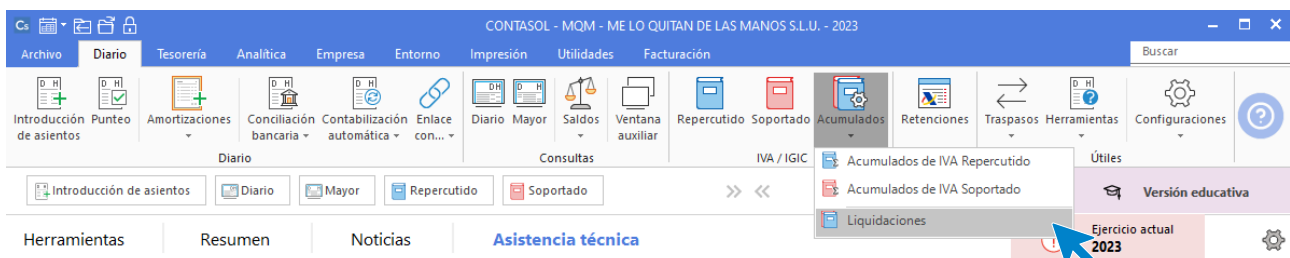 Cs CONTASOL - MQM - ME LO QUITAN DE LAS MANOS S.L.U. - 2023
Archivo Diario Tesorería Analítica Empresa Entorno Impresión Utilidades Facturación Buscar
Introducción de asientos
Punteo
Amortizaciones
Conciliación bancaria
Contabilización automática
Enlace con...
Diario
Mayor
Saldos
Ventana auxiliar
Repercutido
Soportado
Acumulados
Retenciones
Traspasos
Herramientas
Configuraciones
Diario Consultas IVA / IGIC Útiles
Acumulados de IVA Repercutido
Acumulados de IVA Soportado
Liquidaciones
Introducción de asientos Diario Mayor Repercutido Soportado Versión educativa
Herramientas Resumen Noticias Asistencia técnica
Ejercicio actual
2023